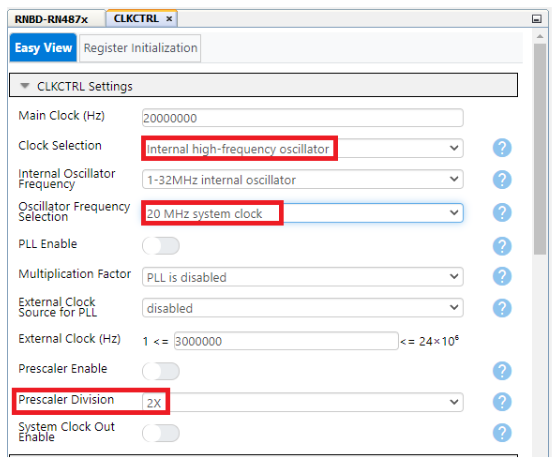 RNBD-RN487x CLKCTRL ×
Easy View Register Initialization
CLKCTRL Settings
Main Clock (Hz) 20000000
Clock Selection Internal high-frequency oscillator
Internal Oscillator
Frequency 1-32MHz internal oscillator
Oscillator Frequency
Selection 20 MHz system clock
PLL Enable
Multiplication Factor PLL is disabled
External Clock
Source for PLL disabled
External Clock (Hz) 1 <= 3000000 <= 24×10⁶
Prescaler Enable
Prescaler Division 2X
System Clock Out
Enable